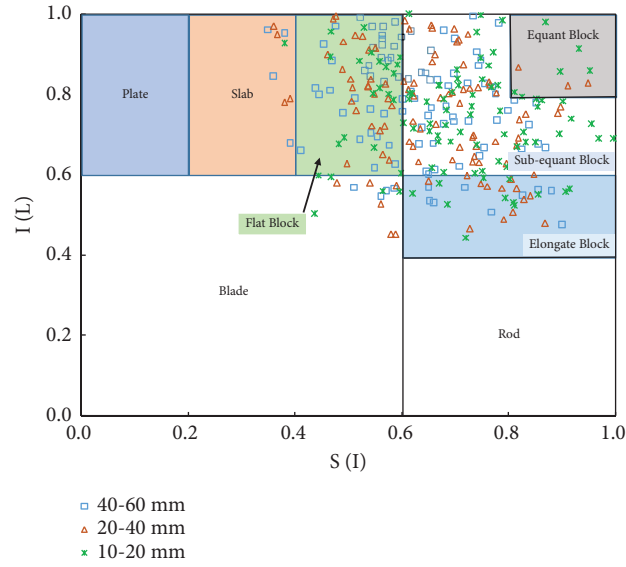 1.0
0.8
0.6
0.4
0.2
0.0
I (L)
Plate
Slab
Equant Block
Sub-equant Block
Flat Block
Elongate Block
Blade
Rod
0.0 0.2 0.4 0.6 0.8 1.0
S (I)
40-60 mm
20-40 mm
10-20 mm